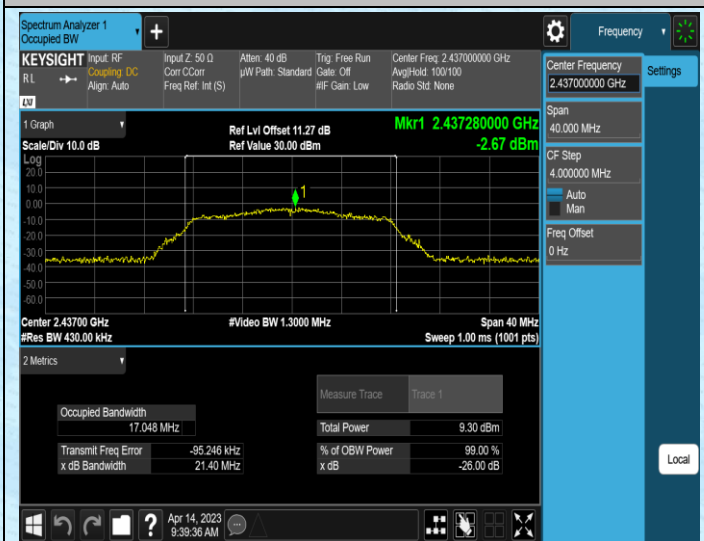 Spectrum Analyzer 1
Occupied BW
Frequency
KEYSIGHT
R L
LXI
Input: RF
Coupling: DC
Align: Auto
Input Z: 50 Ω
Corr CCorr
Freq Ref: Int (S)
Atten: 40 dB
µW Path: Standard
Trig: Free Run
Gate: Off
#IF Gain: Low
Center Freq: 2.437000000 GHz
Avg|Hold: 100/100
Radio Std: None
Center Frequency
2.437000000 GHz
Settings
Span
40.000 MHz
CF Step
4.000000 MHz
Auto
Man
Freq Offset
0 Hz
1 Graph
Scale/Div 10.0 dB
Ref Lvl Offset 11.27 dB
Ref Value 30.00 dBm
Mkr1 2.437280000 GHz
-2.67 dBm
Log
20.0
10.0
0.00
-10.0
-20.0
-30.0
-40.0
-50.0
-60.0
1
Center 2.43700 GHz
#Res BW 430.00 kHz
#Video BW 1.3000 MHz
Span 40 MHz
Sweep 1.00 ms (1001 pts)
2 Metrics
Measure Trace
Trace 1
Occupied Bandwidth
17.048 MHz
Total Power
9.30 dBm
Transmit Freq Error
-95.246 kHz
% of OBW Power
99.00 %
x dB Bandwidth
21.40 MHz
x dB
-26.00 dB
Local
?
Apr 14, 2023
9:39:36 AM